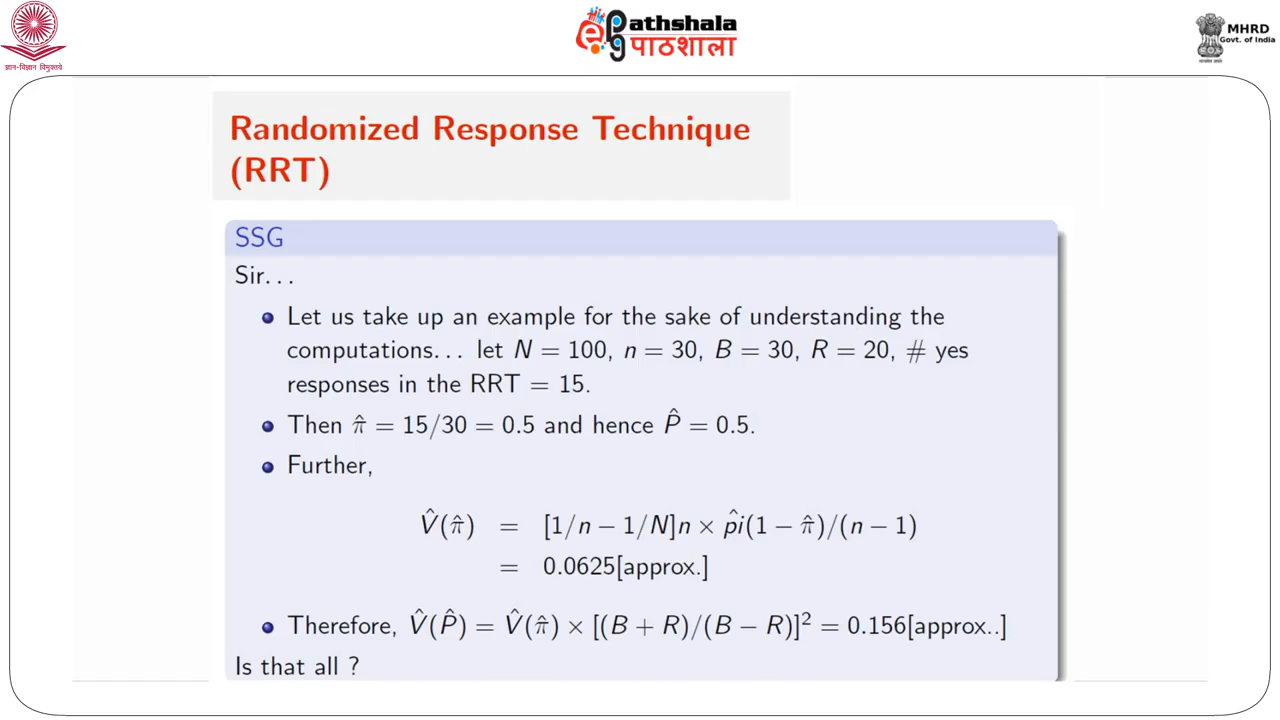 ज्ञान-विज्ञान विमुक्तये
ePG
Pathshala
पाठशाला
MHRD
Govt. of India
Randomized Response Technique
(RRT)
SSG
Sir...
Let us take up an example for the sake of understanding the
computations... let N = 100, n = 30, B = 30, R = 20, # yes
responses in the RRT = 15.
Then π̂ = 15/30 = 0.5 and hence P̂ = 0.5.
Further,
V̂(π̂) = [1/n − 1/N]n × p̂i(1 − π̂)/(n − 1)
= 0.0625[approx.]
Therefore, V̂(P̂) = V̂(π̂) × [(B + R)/(B − R)]² = 0.156[approx..]
Is that all ?